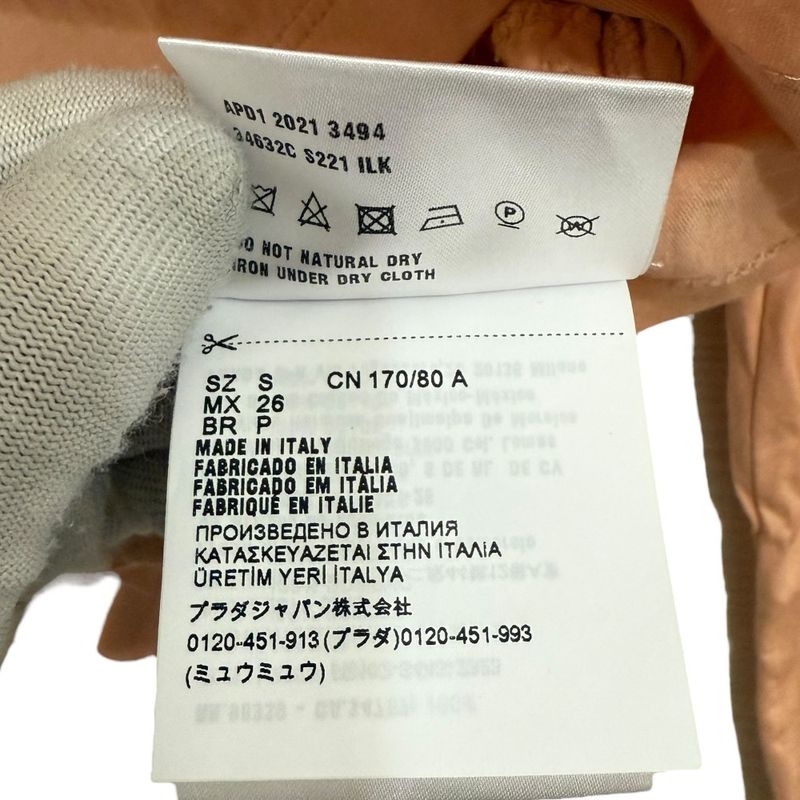 APD1 2021 3494
34632C S221 ILK
P
W
DO NOT NATURAL DRY
IRON UNDER DRY CLOTH
SZ S CN 170/80 A
MX 26
BR P
MADE IN ITALY
FABRICADO EN ITALIA
FABRICADO EM ITÁLIA
FABRIQUÉ EN ITALIE
ПРОИЗВЕДЕНО В ИТАЛИЯ
ΚΑΤΑΣΚΕΥΑΖΕΤΑΙ ΣΤΗΝ ΙΤΑΛΙΑ
ÜRETİM YERİ İTALYA
プラダジャパン株式会社
0120-451-913(プラダ)0120-451-993
(ミュウミュウ)